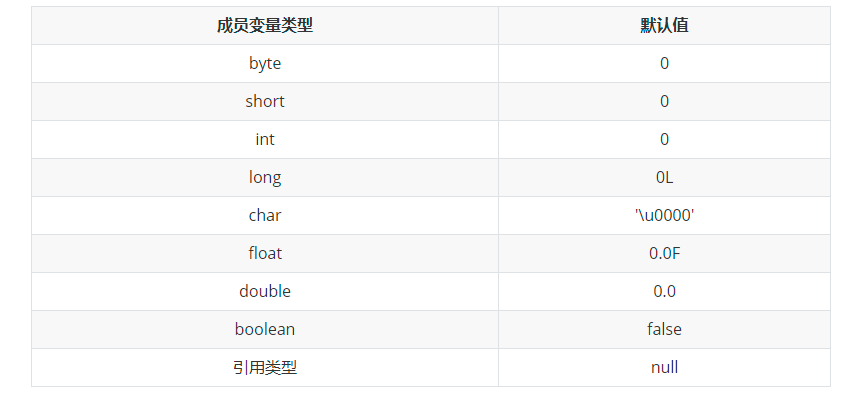 成员变量类型 默认值
byte 0
short 0
int 0
long 0L
char '\u0000'
float 0.0F
double 0.0
boolean false
引用类型 null